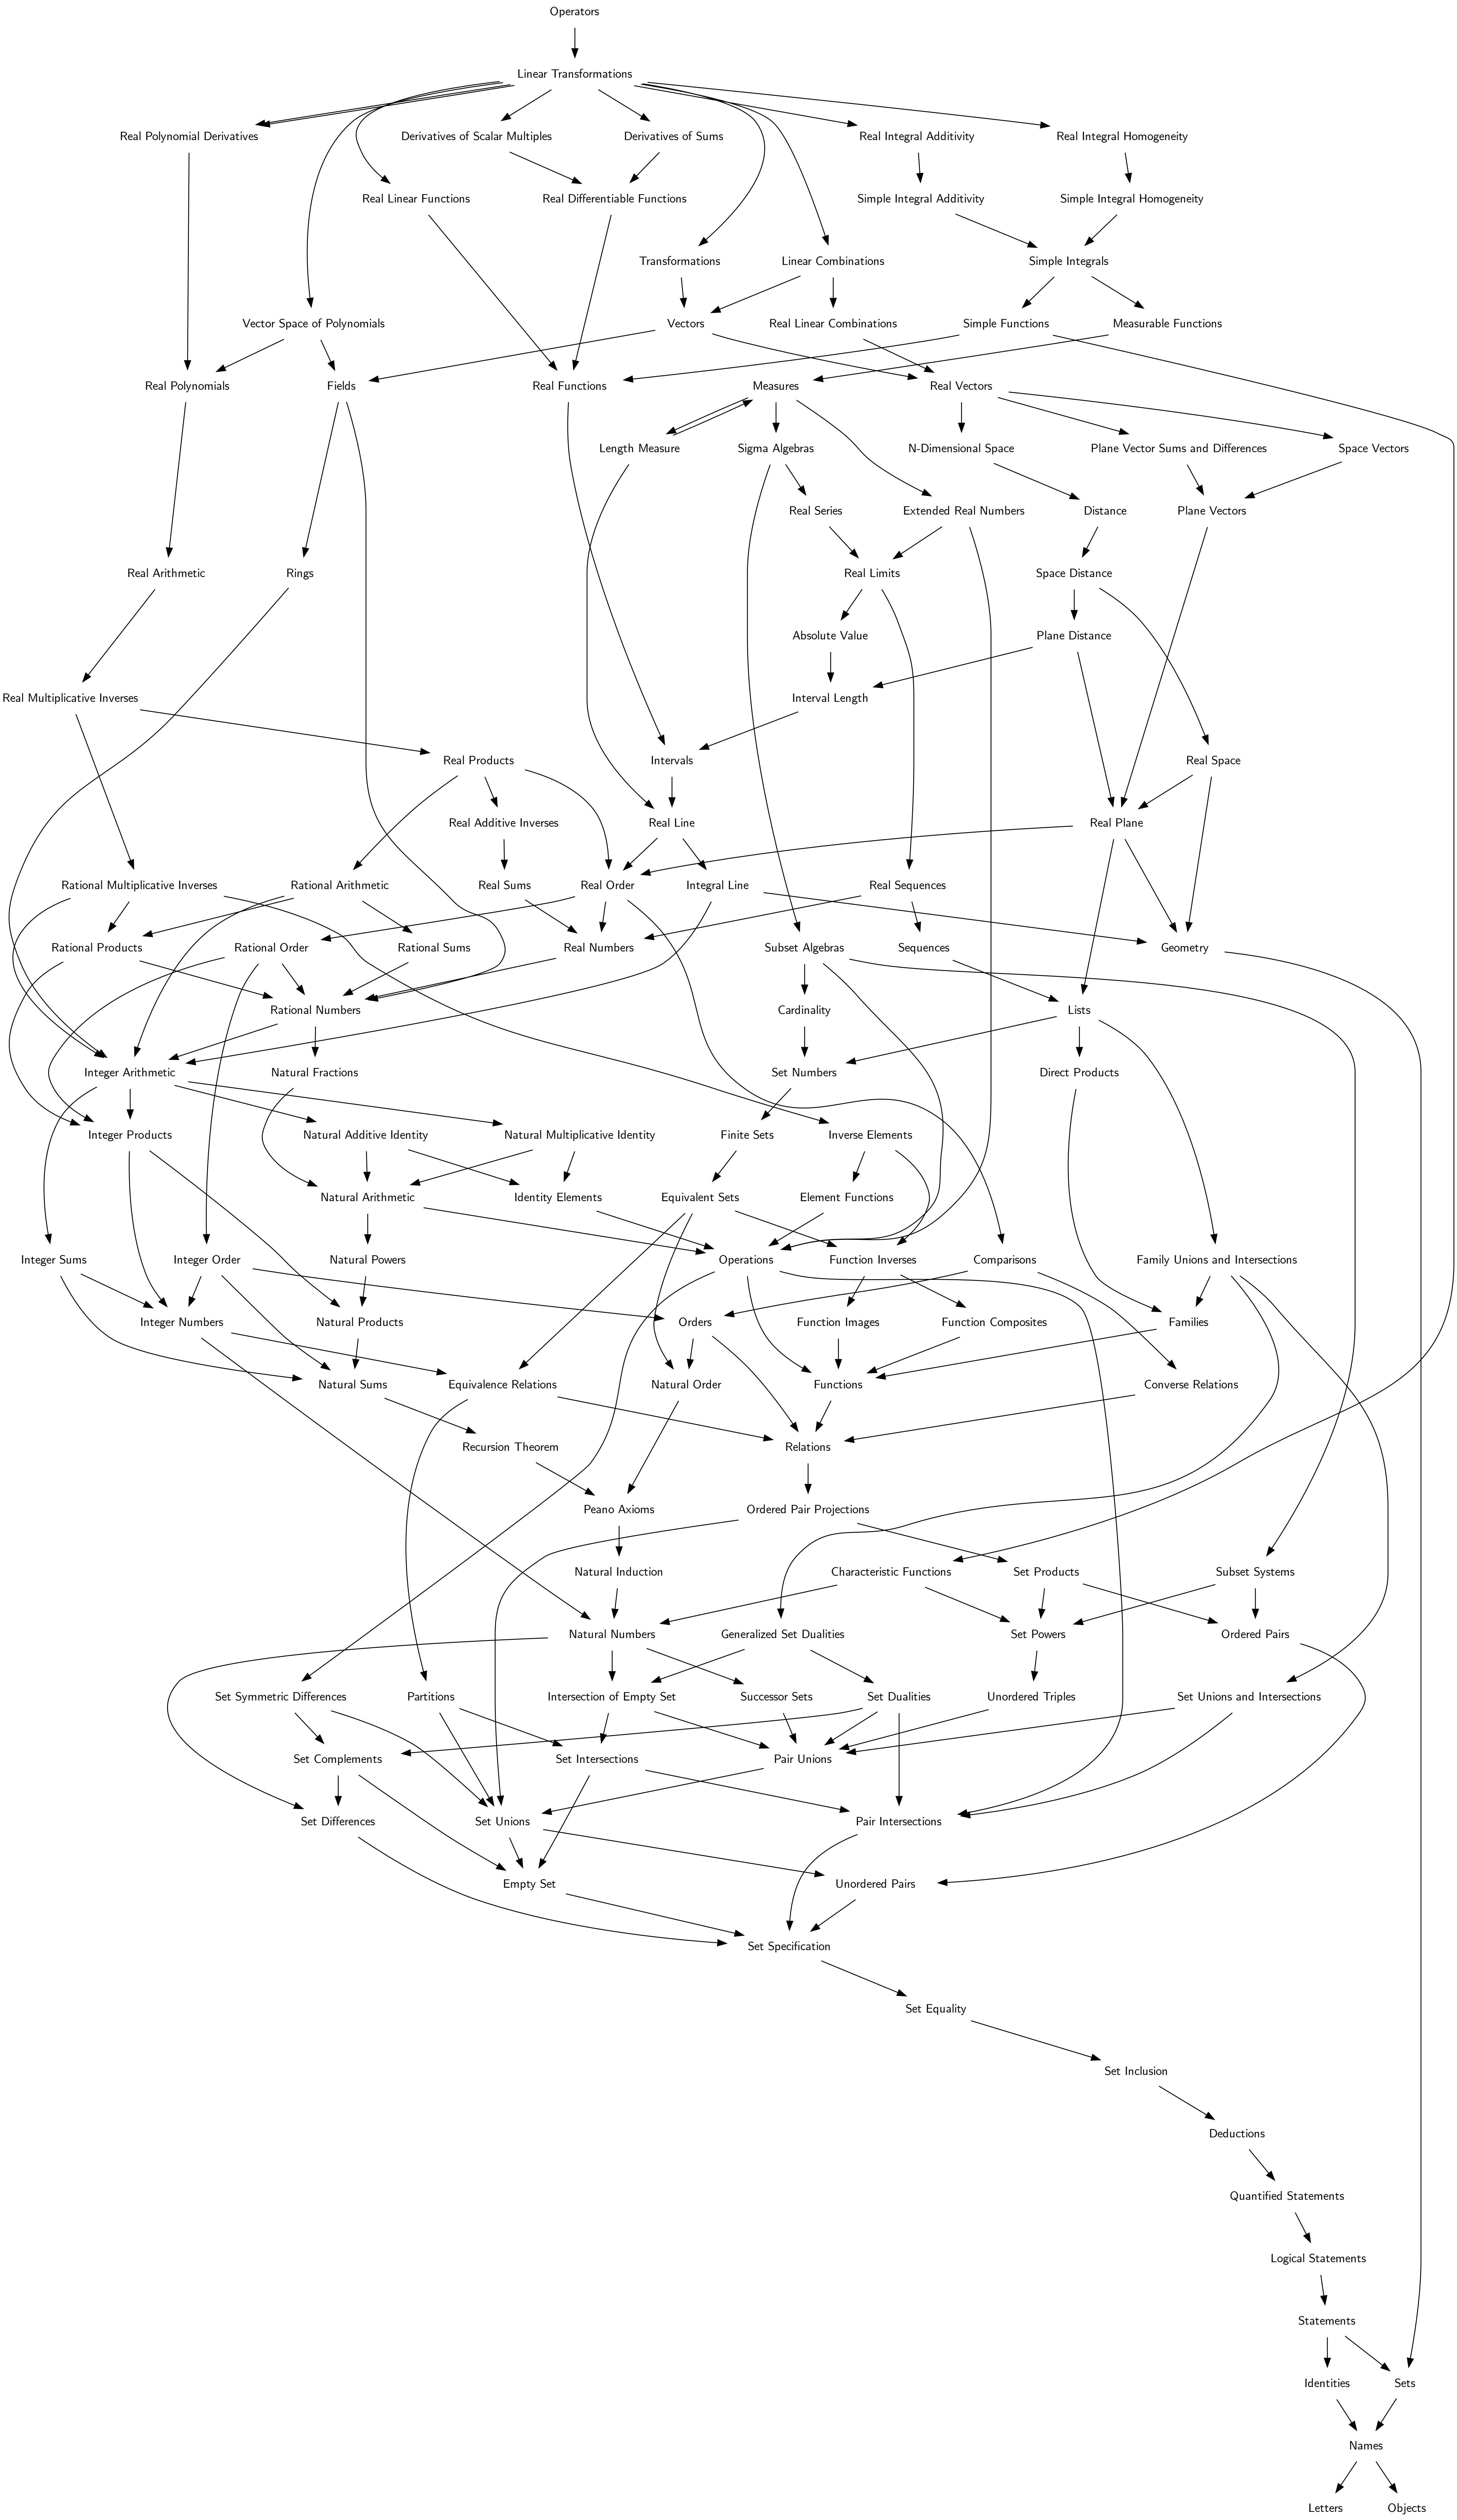 Operators
Linear Transformations
Real Polynomial Derivatives
Derivatives of Scalar Multiples
Derivatives of Sums
Real Integral Additivity
Real Integral Homogeneity
Real Linear Functions
Real Differentiable Functions
Simple Integral Additivity
Simple Integral Homogeneity
Transformations
Linear Combinations
Simple Integrals
Vector Space of Polynomials
Vectors
Real Linear Combinations
Simple Functions
Measurable Functions
Real Polynomials
Fields
Real Functions
Measures
Real Vectors
Length Measure
Sigma Algebras
N-Dimensional Space
Plane Vector Sums and Differences
Space Vectors
Real Series
Extended Real Numbers
Distance
Plane Vectors
Real Arithmetic
Rings
Real Limits
Space Distance
Absolute Value
Plane Distance
Real Multiplicative Inverses
Interval Length
Real Products
Intervals
Real Space
Real Additive Inverses
Real Line
Real Plane
Rational Multiplicative Inverses
Rational Arithmetic
Real Sums
Real Order
Integral Line
Real Sequences
Rational Products
Rational Order
Rational Sums
Real Numbers
Subset Algebras
Sequences
Geometry
Rational Numbers
Cardinality
Lists
Integer Arithmetic
Natural Fractions
Set Numbers
Direct Products
Integer Products
Natural Additive Identity
Natural Multiplicative Identity
Finite Sets
Inverse Elements
Natural Arithmetic
Identity Elements
Equivalent Sets
Element Functions
Integer Sums
Integer Order
Natural Powers
Operations
Function Inverses
Comparisons
Family Unions and Intersections
Integer Numbers
Natural Products
Orders
Function Images
Function Composites
Families
Natural Sums
Equivalence Relations
Natural Order
Functions
Converse Relations
Recursion Theorem
Relations
Peano Axioms
Ordered Pair Projections
Natural Induction
Characteristic Functions
Set Products
Subset Systems
Natural Numbers
Generalized Set Dualities
Set Powers
Ordered Pairs
Set Symmetric Differences
Partitions
Intersection of Empty Set
Successor Sets
Set Dualities
Unordered Triples
Set Unions and Intersections
Set Complements
Set Intersections
Pair Unions
Set Differences
Set Unions
Pair Intersections
Empty Set
Unordered Pairs
Set Specification
Set Equality
Set Inclusion
Deductions
Quantified Statements
Logical Statements
Statements
Identities
Sets
Names
Letters
Objects